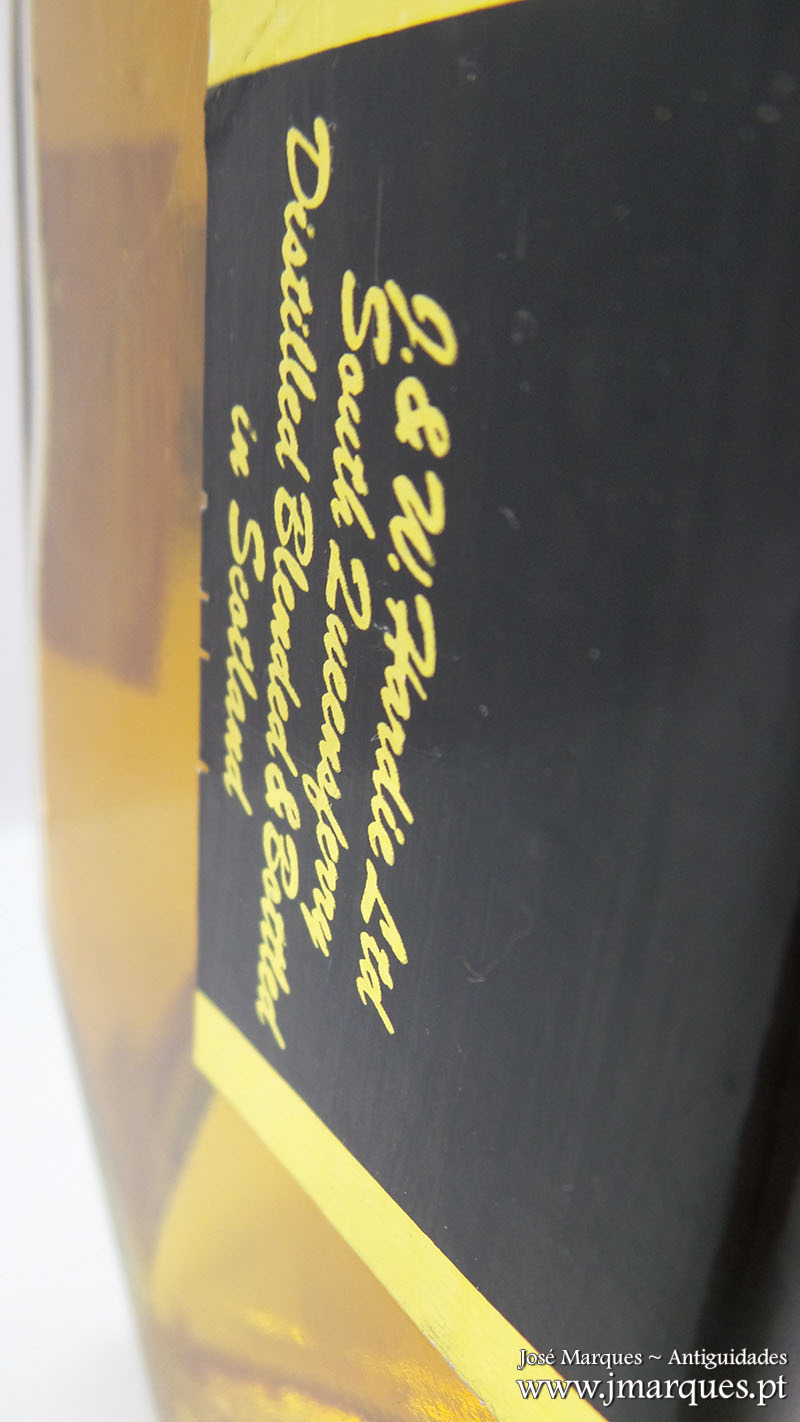 J. & W. Hardie Ltd
South Queensferry
Distilled Blended & Bottled
in Scotland
José Marques ~ Antiguidades
www.jmarques.pt